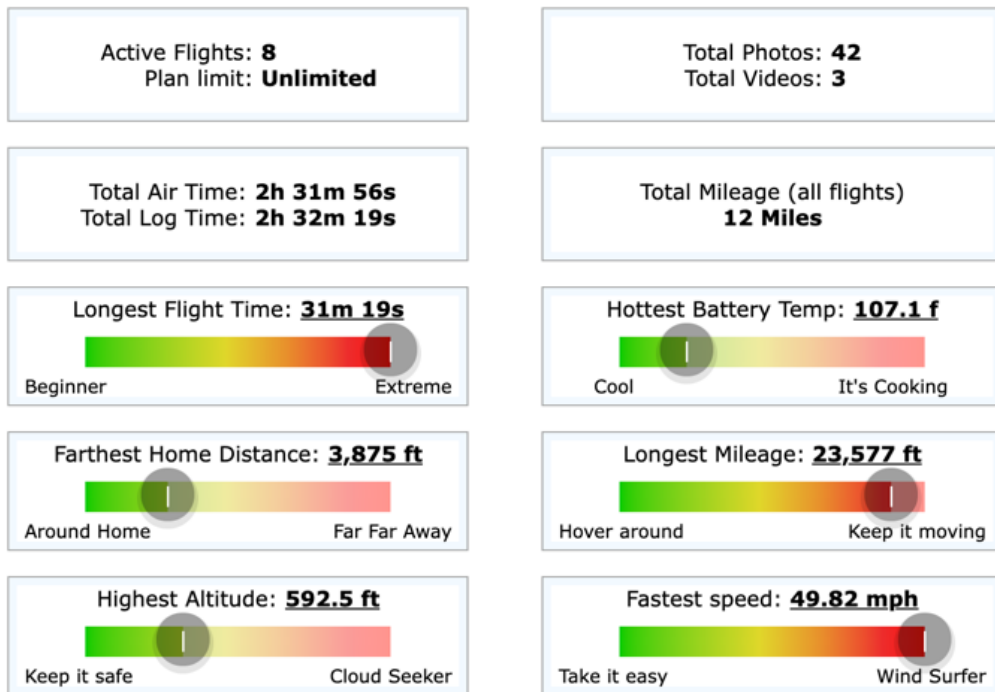 Active Flights: 8
Plan limit: Unlimited
Total Photos: 42
Total Videos: 3
Total Air Time: 2h 31m 56s
Total Log Time: 2h 32m 19s
Total Mileage (all flights)
12 Miles
Longest Flight Time: 31m 19s
Beginner
Extreme
Hottest Battery Temp: 107.1 f
Cool
It's Cooking
Farthest Home Distance: 3,875 ft
Around Home
Far Far Away
Longest Mileage: 23,577 ft
Hover around
Keep it moving
Highest Altitude: 592.5 ft
Keep it safe
Cloud Seeker
Fastest speed: 49.82 mph
Take it easy
Wind Surfer